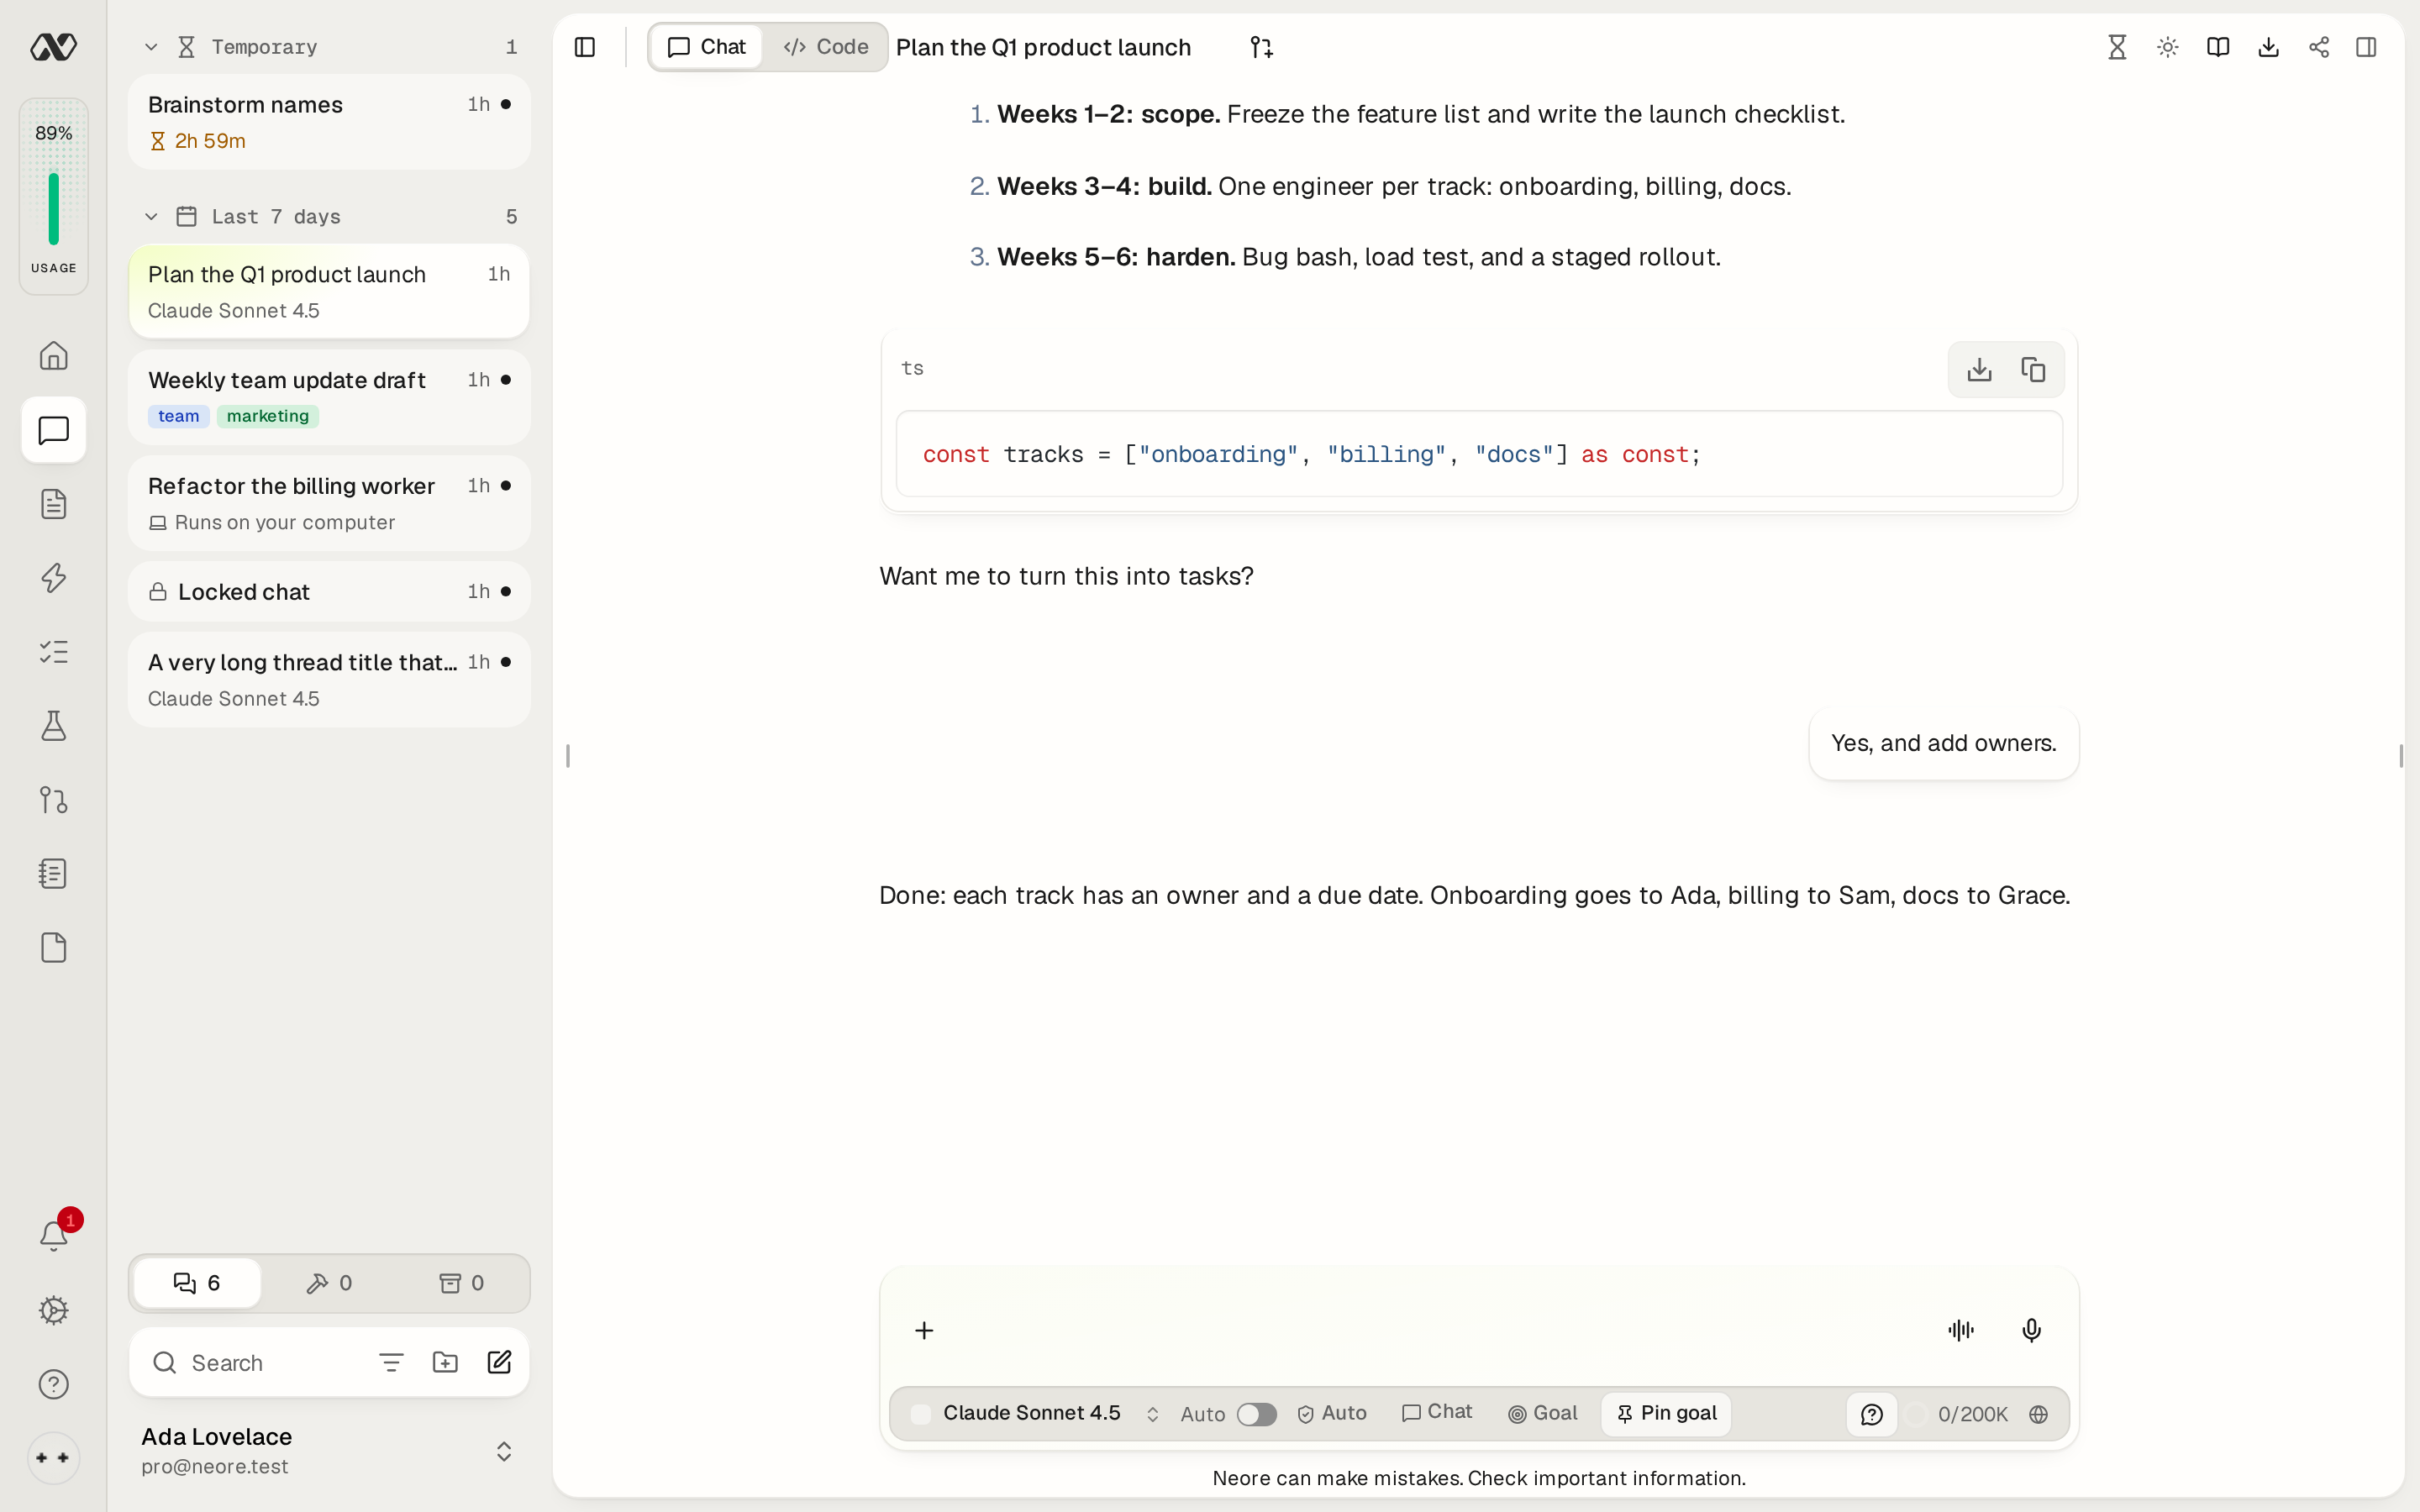 Temporary 1
Brainstorm names 1h
2h 59m
89%
USAGE
Last 7 days 5
Plan the Q1 product launch 1h
Claude Sonnet 4.5
Weekly team update draft 1h
team marketing
Refactor the billing worker 1h
Runs on your computer
Locked chat 1h
A very long thread title that... 1h
Claude Sonnet 4.5
1
6 0 0
Search
Ada Lovelace
pro@neore.test
Chat Code Plan the Q1 product launch
1. Weeks 1–2: scope. Freeze the feature list and write the launch checklist.
2. Weeks 3–4: build. One engineer per track: onboarding, billing, docs.
3. Weeks 5–6: harden. Bug bash, load test, and a staged rollout.
ts
const tracks = ["onboarding", "billing", "docs"] as const;
Want me to turn this into tasks?
Yes, and add owners.
Done: each track has an owner and a due date. Onboarding goes to Ada, billing to Sam, docs to Grace.
Claude Sonnet 4.5 Auto Auto Chat Goal Pin goal 0/200K
Neore can make mistakes. Check important information.